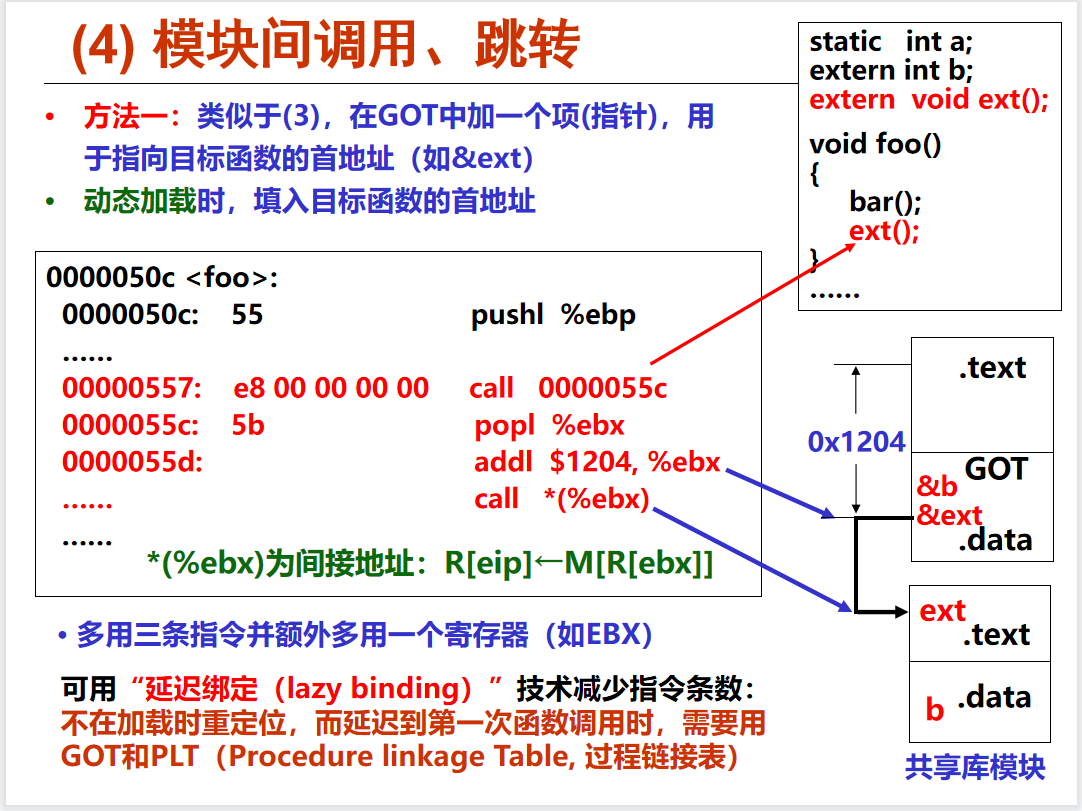 (4) 模块间调用、跳转
• 方法一：类似于(3)，在GOT中加一个项(指针)，用
于指向目标函数的首地址（如&ext）
• 动态加载时，填入目标函数的首地址
static int a;
extern int b;
extern void ext();
void foo()
{
bar();
ext();
}
......
0000050c <foo>:
0000050c: 55 pushl %ebp
......
00000557: e8 00 00 00 00 call 0000055c
0000055c: 5b popl %ebx
0000055d: addl $1204, %ebx
...... call *(%ebx)
......
*(%ebx)为间接地址：R[eip]←M[R[ebx]]
.text
0x1204
GOT
&b
&ext
.data
ext
.text
b .data
共享库模块
• 多用三条指令并额外多用一个寄存器（如EBX）
可用“延迟绑定（lazy binding）”技术减少指令条数：
不在加载时重定位，而延迟到第一次函数调用时，需要用
GOT和PLT（Procedure linkage Table, 过程链接表）